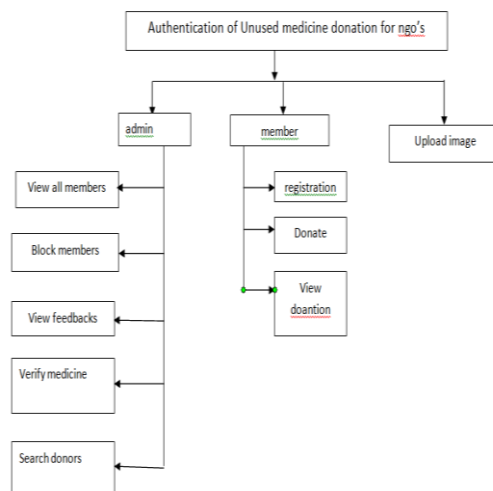 Authentication of Unused medicine donation for ngo's
admin
member
Upload image
View all members
Block members
View feedbacks
Verify medicine
Search donors
registration
Donate
View
doantion